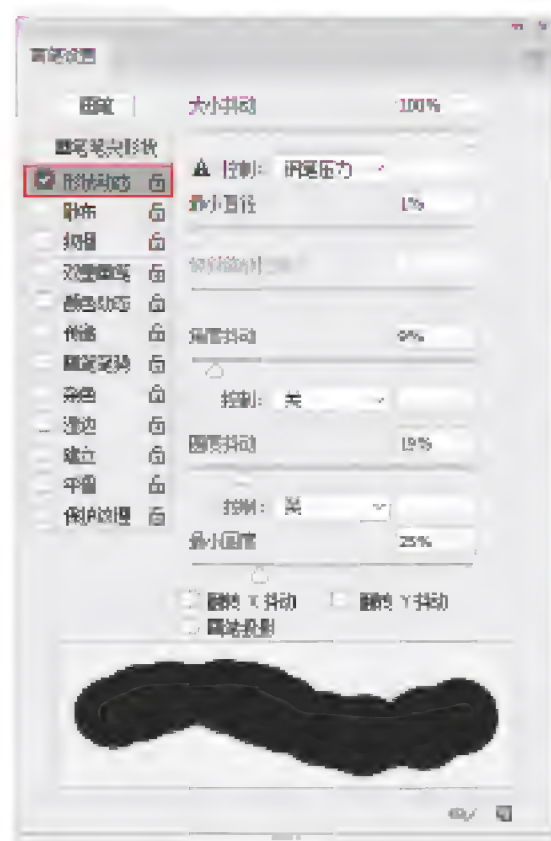 画笔设置
画笔
大小抖动 100%
画笔笔尖形状
控制： 钢笔压力
形状动态
最小直径 1%
散布
纹理
双重画笔
颜色动态
传递
角度抖动 9%
画笔笔势
杂色
控制： 关
湿边
圆度抖动 19%
建立
平滑
控制： 关
保护纹理
最小圆度 25%
翻转 X 抖动 翻转 Y 抖动
画笔投影